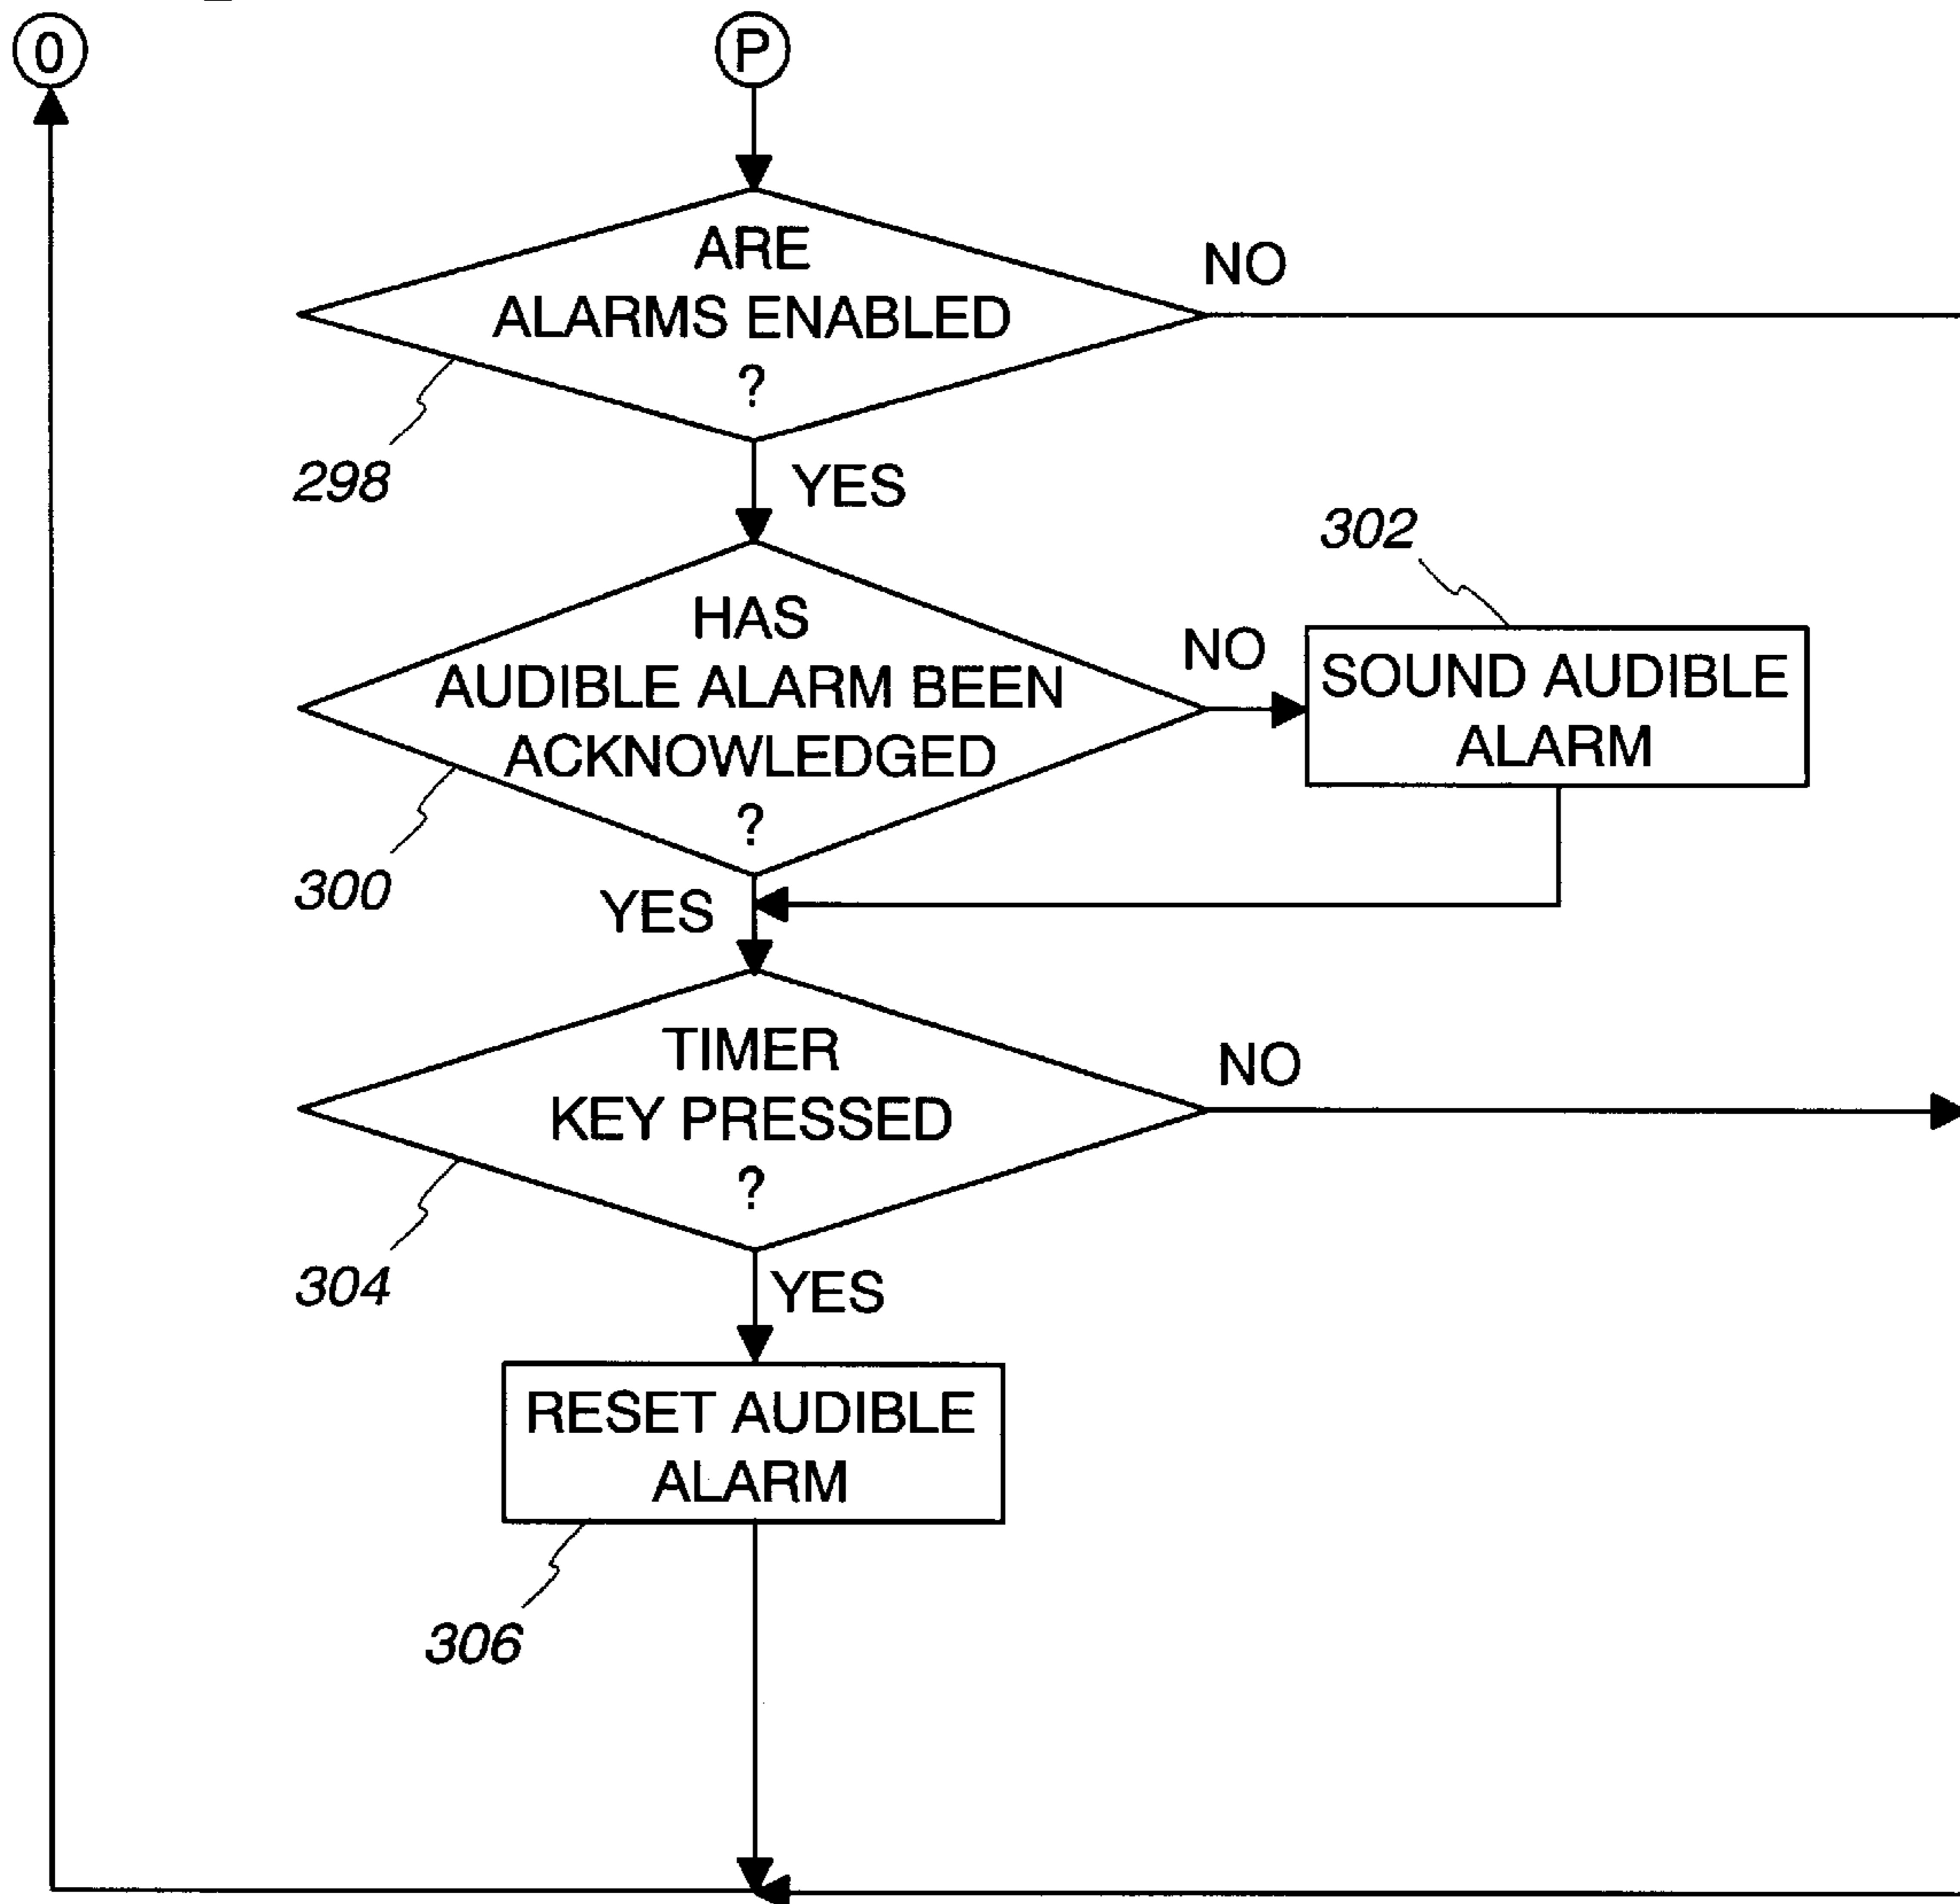 O
P
ARE
ALARMS ENABLED
?
NO
298
YES
302
HAS
AUDIBLE ALARM BEEN
ACKNOWLEDGED
?
NO
SOUND AUDIBLE
ALARM
300
YES
TIMER
KEY PRESSED
?
NO
304
YES
RESET AUDIBLE
ALARM
306